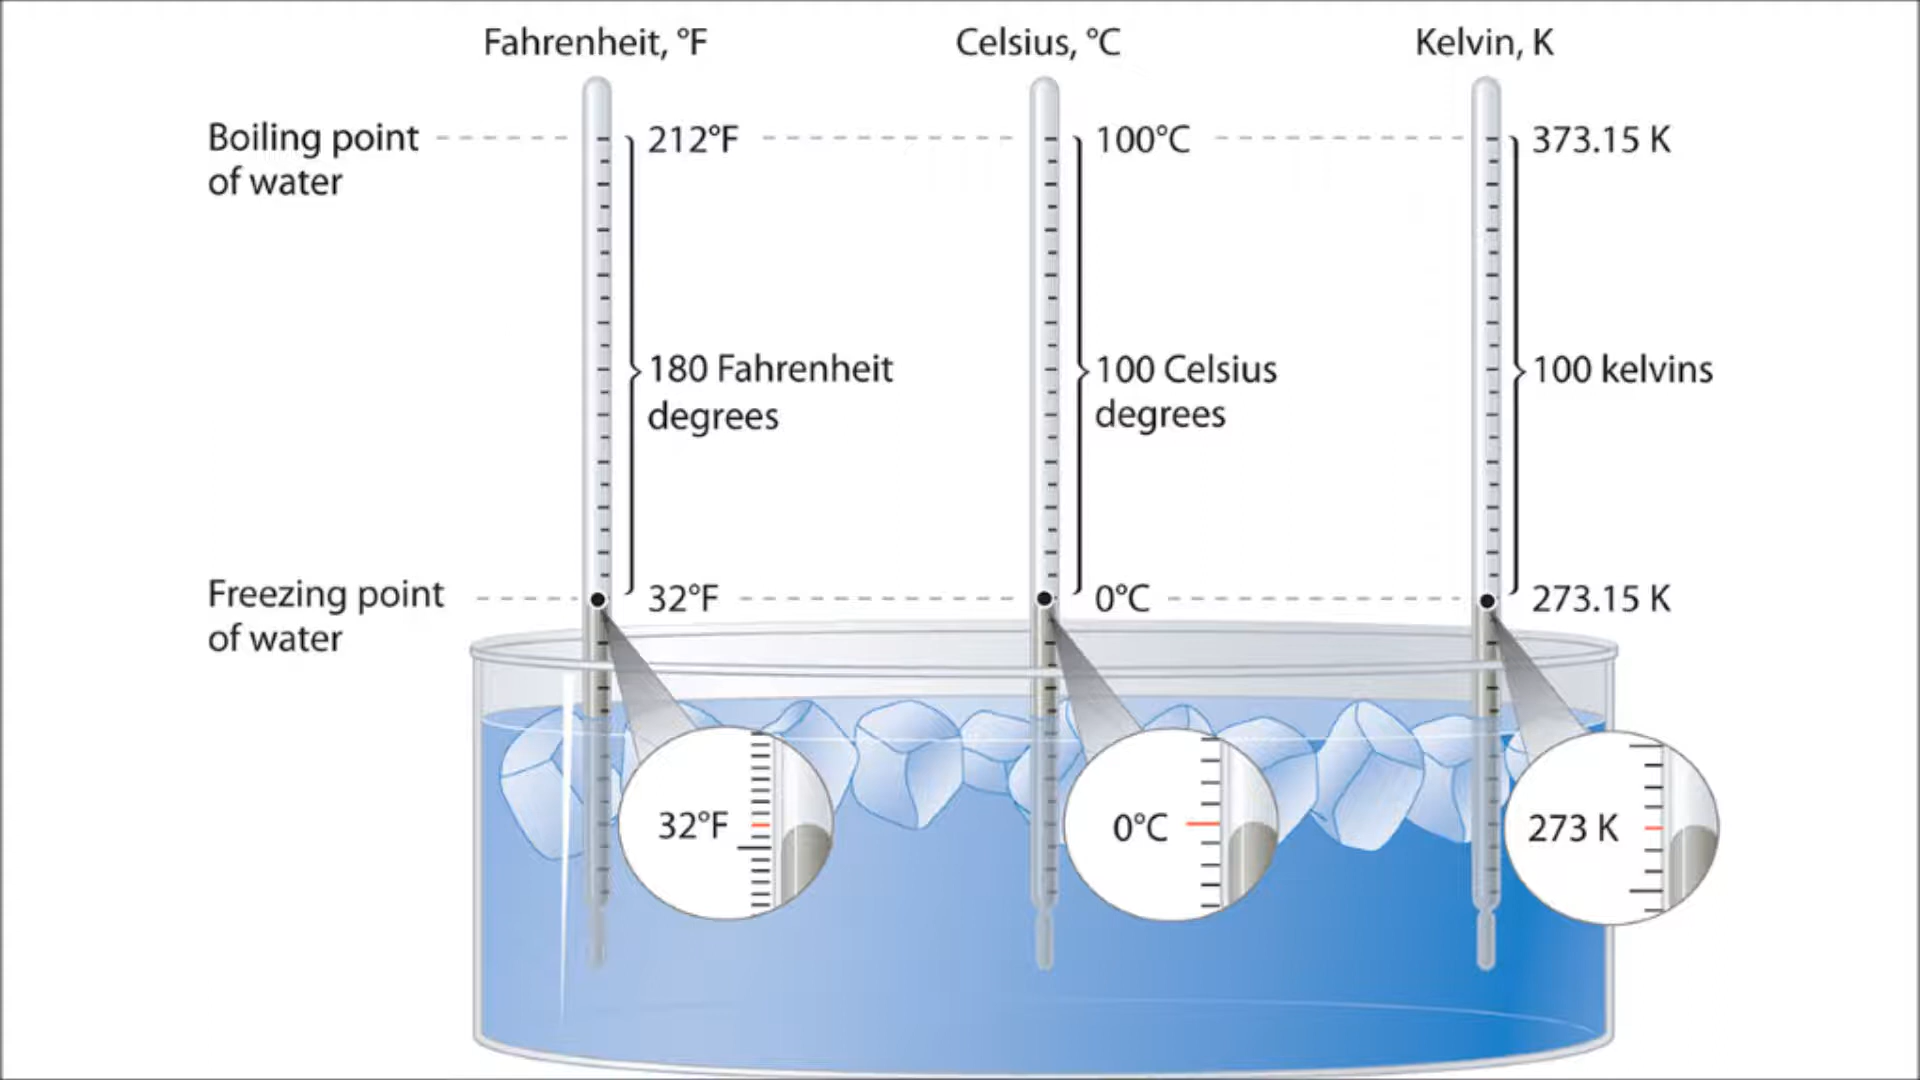 Fahrenheit, °F
Celsius, °C
Kelvin, K
Boiling point
of water
212°F
100°C
373.15 K
180 Fahrenheit
degrees
100 Celsius
degrees
100 kelvins
Freezing point
of water
32°F
0°C
273.15 K
32°F
0°C
273 K